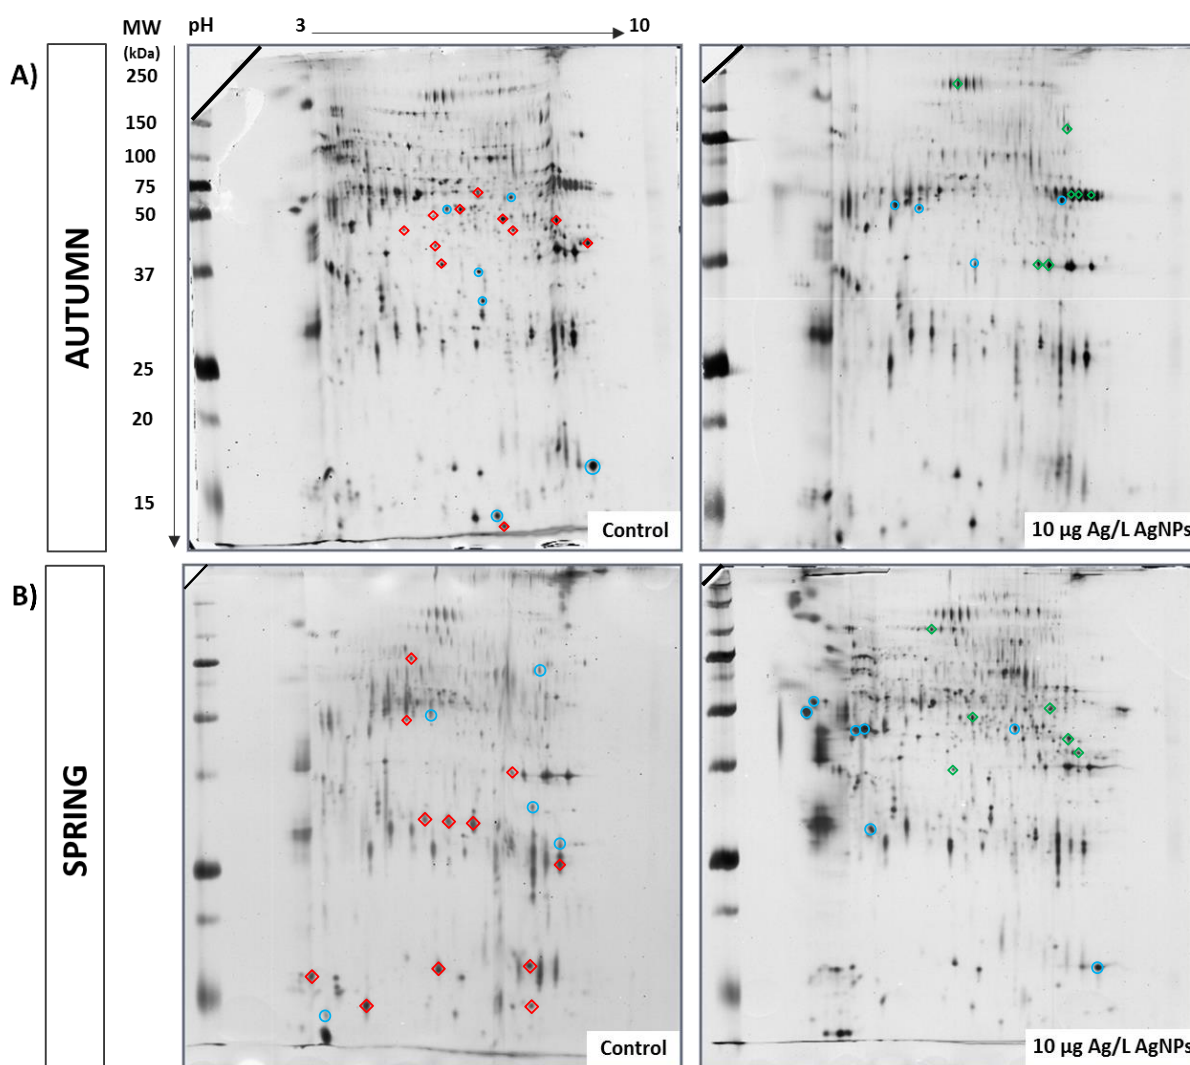 MW pH 3 10
(kDa)
A)
250
150
100
75
50
37
25
20
15
AUTUMN
Control
10 µg Ag/L AgNPs
B)
SPRING
Control
10 µg Ag/L AgNPs